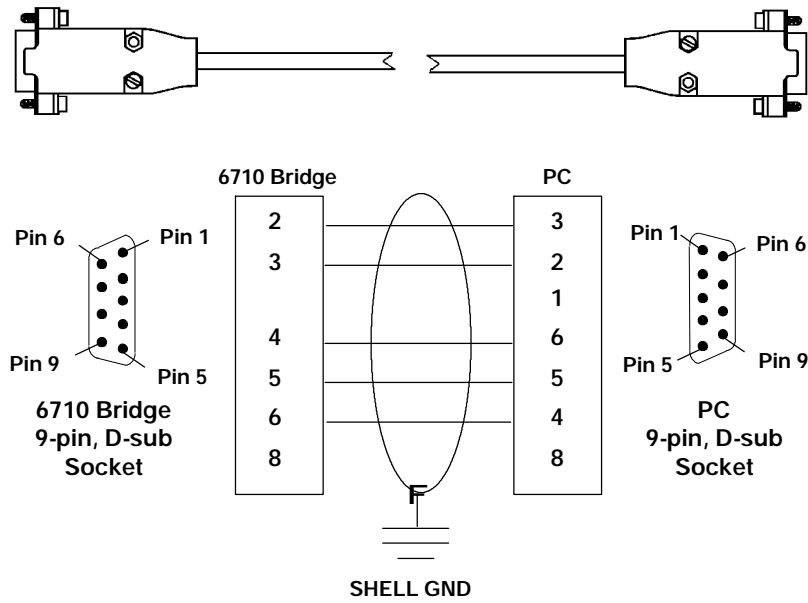 6710 Bridge
PC
2
3
3
2
1
4
6
5
5
6
4
8
8
Pin 6
Pin 1
Pin 9
Pin 5
6710 Bridge
9-pin, D-sub
Socket
Pin 1
Pin 6
Pin 5
Pin 9
PC
9-pin, D-sub
Socket
F
SHELL GND